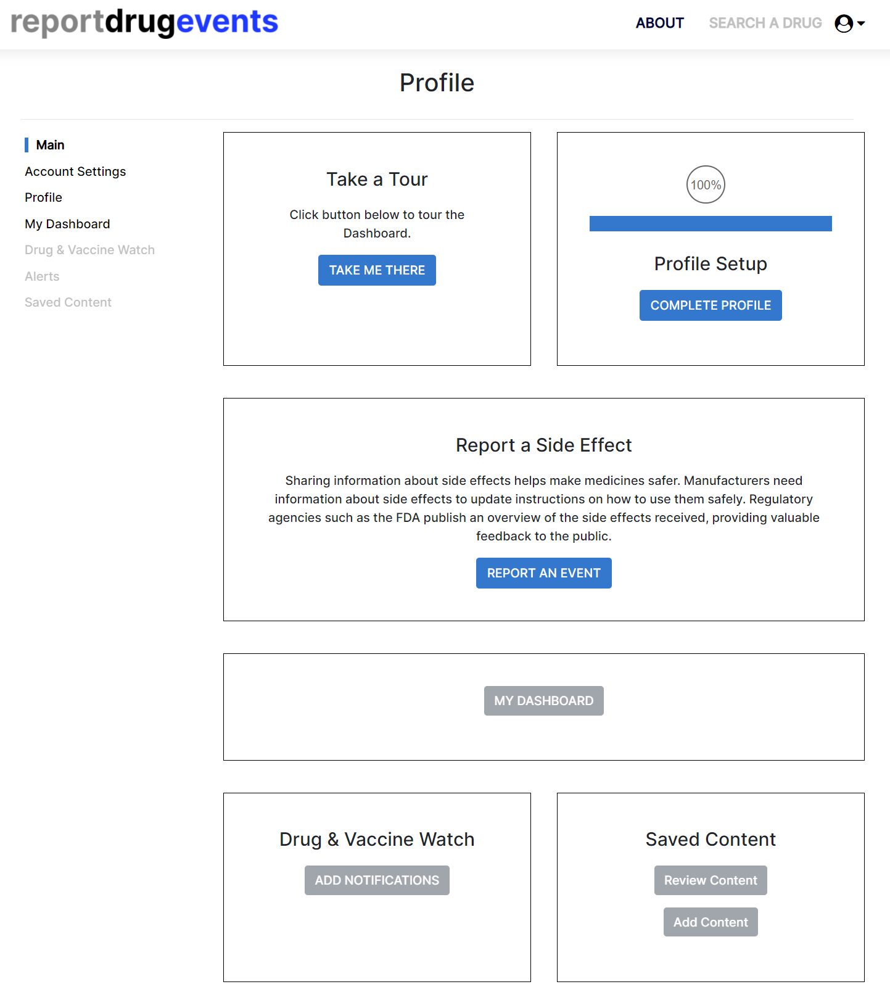 reportdrugevents
ABOUT
SEARCH A DRUG
Profile
Main
Account Settings
Profile
My Dashboard
Drug & Vaccine Watch
Alerts
Saved Content
Take a Tour
Click button below to tour the
Dashboard.
TAKE ME THERE
100%
Profile Setup
COMPLETE PROFILE
Report a Side Effect
Sharing information about side effects helps make medicines safer. Manufacturers need
information about side effects to update instructions on how to use them safely. Regulatory
agencies such as the FDA publish an overview of the side effects received, providing valuable
feedback to the public.
REPORT AN EVENT
MY DASHBOARD
Drug & Vaccine Watch
ADD NOTIFICATIONS
Saved Content
Review Content
Add Content